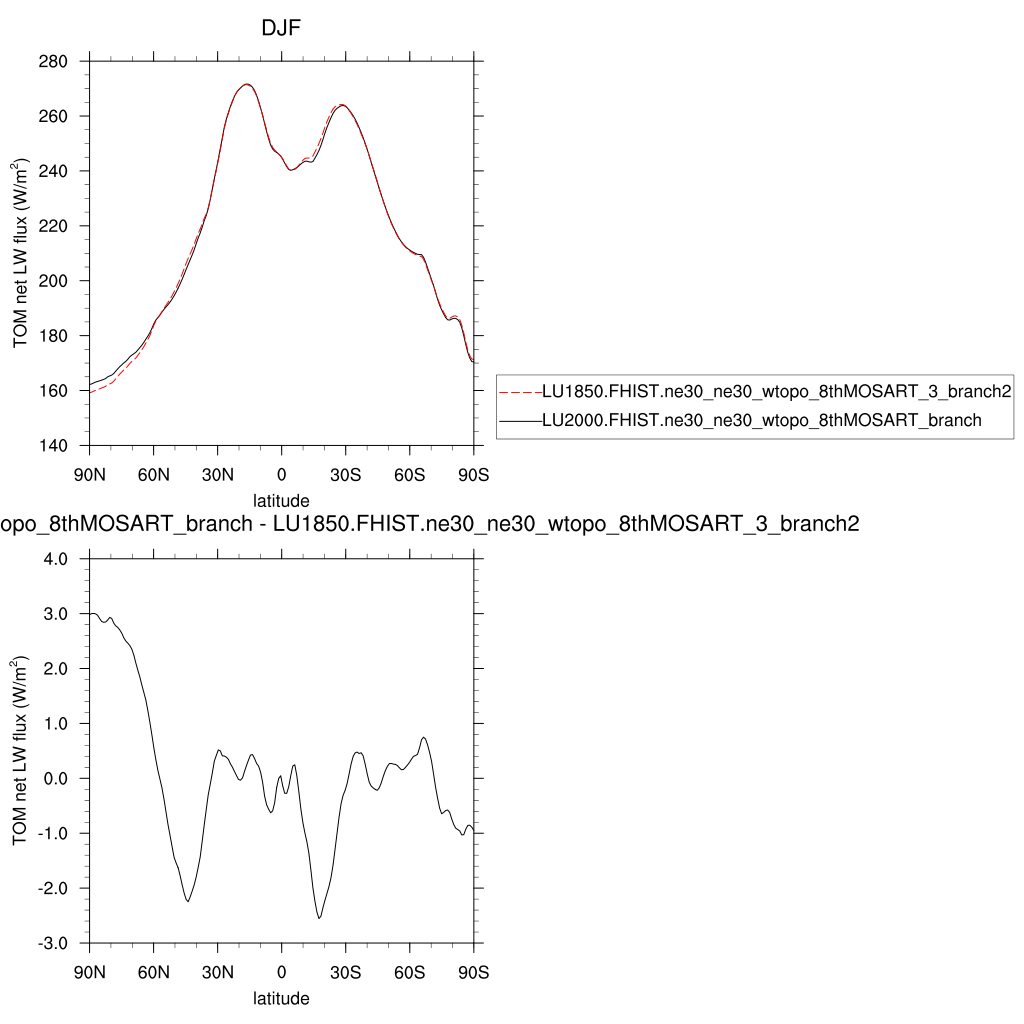 DJF
280
260
240
220
200
180
160
140
TOM net LW flux (W/m²)
90N 60N 30N 0 30S 60S 90S
latitude
LU1850.FHIST.ne30_ne30_wtopo_8thMOSART_3_branch2
LU2000.FHIST.ne30_ne30_wtopo_8thMOSART_branch
opo_8thMOSART_branch - LU1850.FHIST.ne30_ne30_wtopo_8thMOSART_3_branch2
4.0
3.0
2.0
1.0
0.0
-1.0
-2.0
-3.0
TOM net LW flux (W/m²)
90N 60N 30N 0 30S 60S 90S
latitude